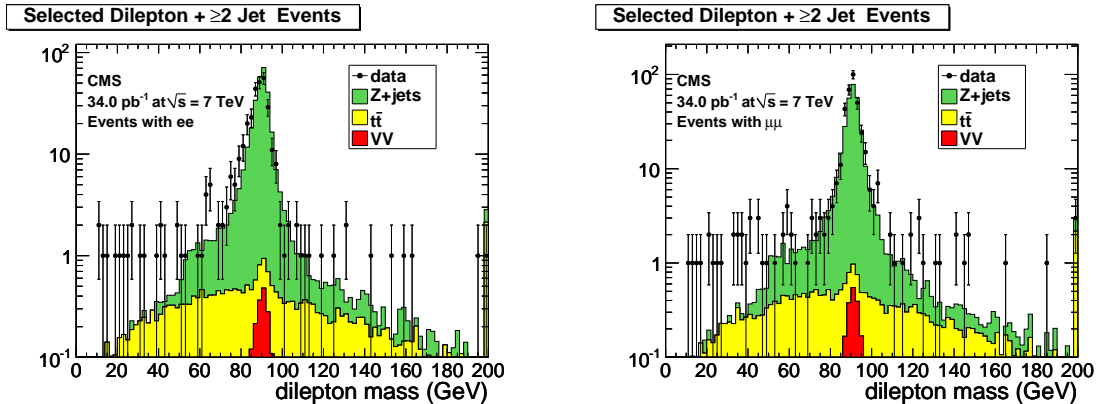 Selected Dilepton + ≥2 Jet Events
10²
10
1
10⁻¹
CMS
34.0 pb⁻¹ at √s = 7 TeV
Events with ee
data
Z+jets
tt̄
VV
0 20 40 60 80 100 120 140 160 180 200
dilepton mass (GeV)
Selected Dilepton + ≥2 Jet Events
10²
10
1
10⁻¹
CMS
34.0 pb⁻¹ at √s = 7 TeV
Events with μμ
data
Z+jets
tt̄
VV
0 20 40 60 80 100 120 140 160 180 200
dilepton mass (GeV)